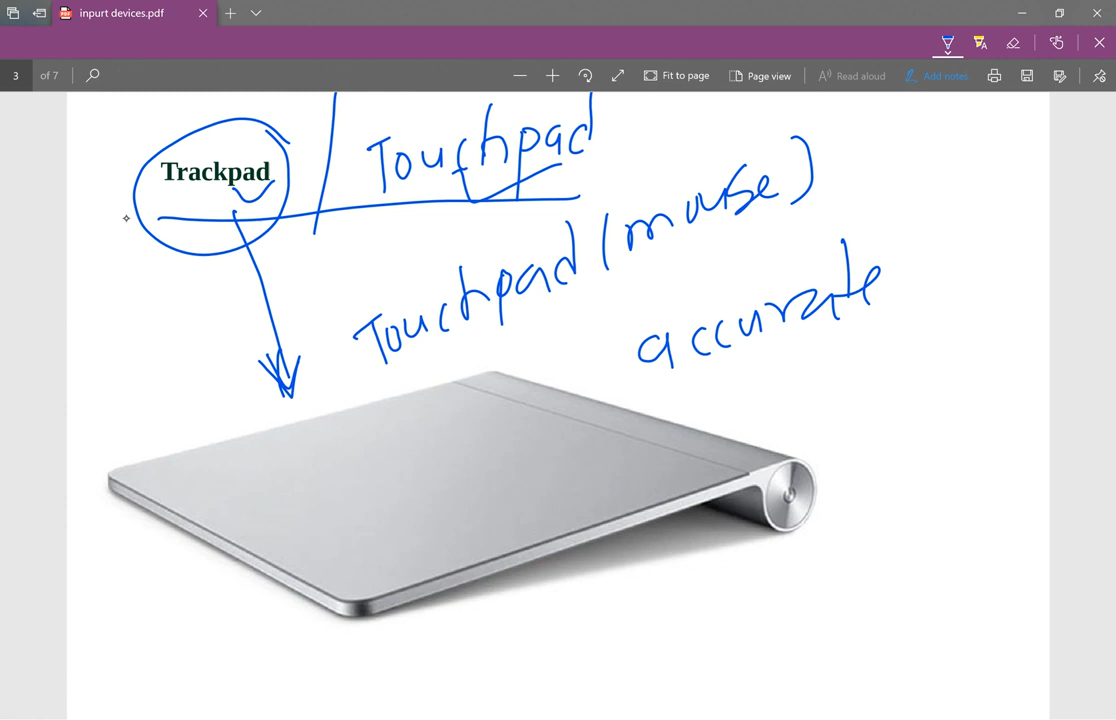 inpurt devices.pdf
3 of 7 Fit to page Page view Read aloud Add notes
Trackpad / Touchpad
Touchpad (mouse)
accurate